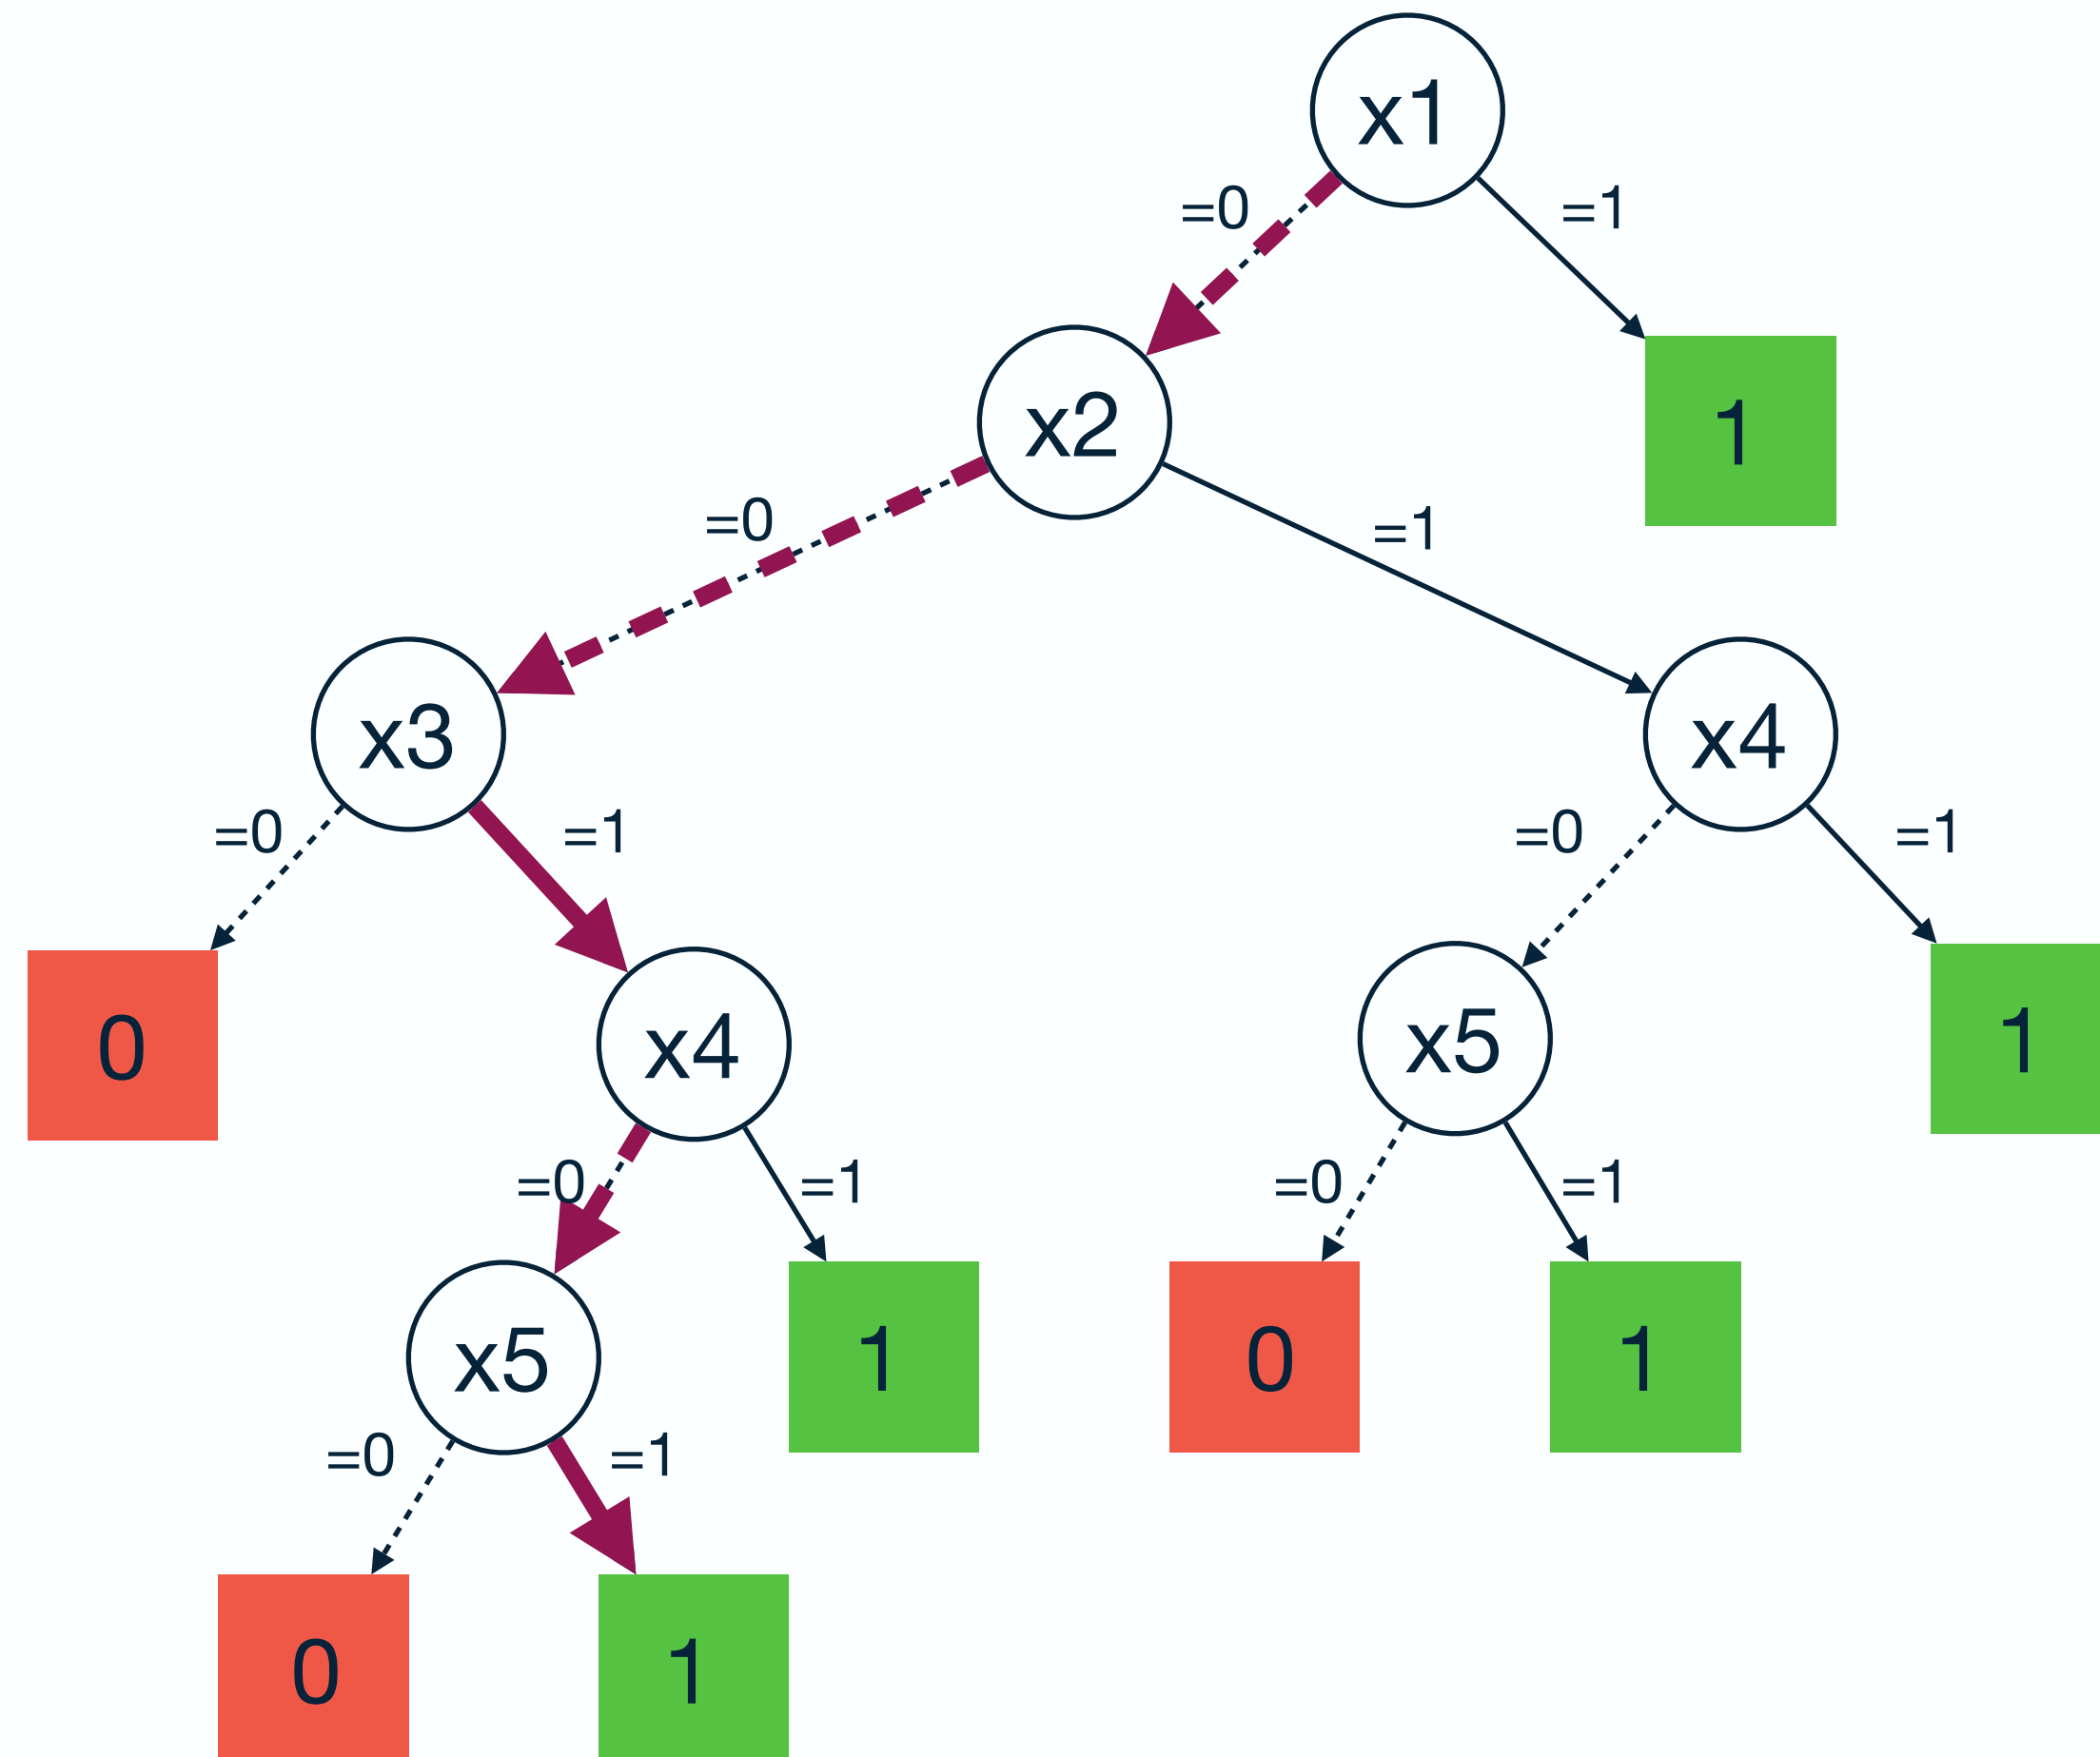 x1
=0 =1
x2 1
=0 =1
x3 x4
=0 =1 =0 =1
0 x4 x5 1
=0 =1 =0 =1
x5 1 0 1
=0 =1
0 1